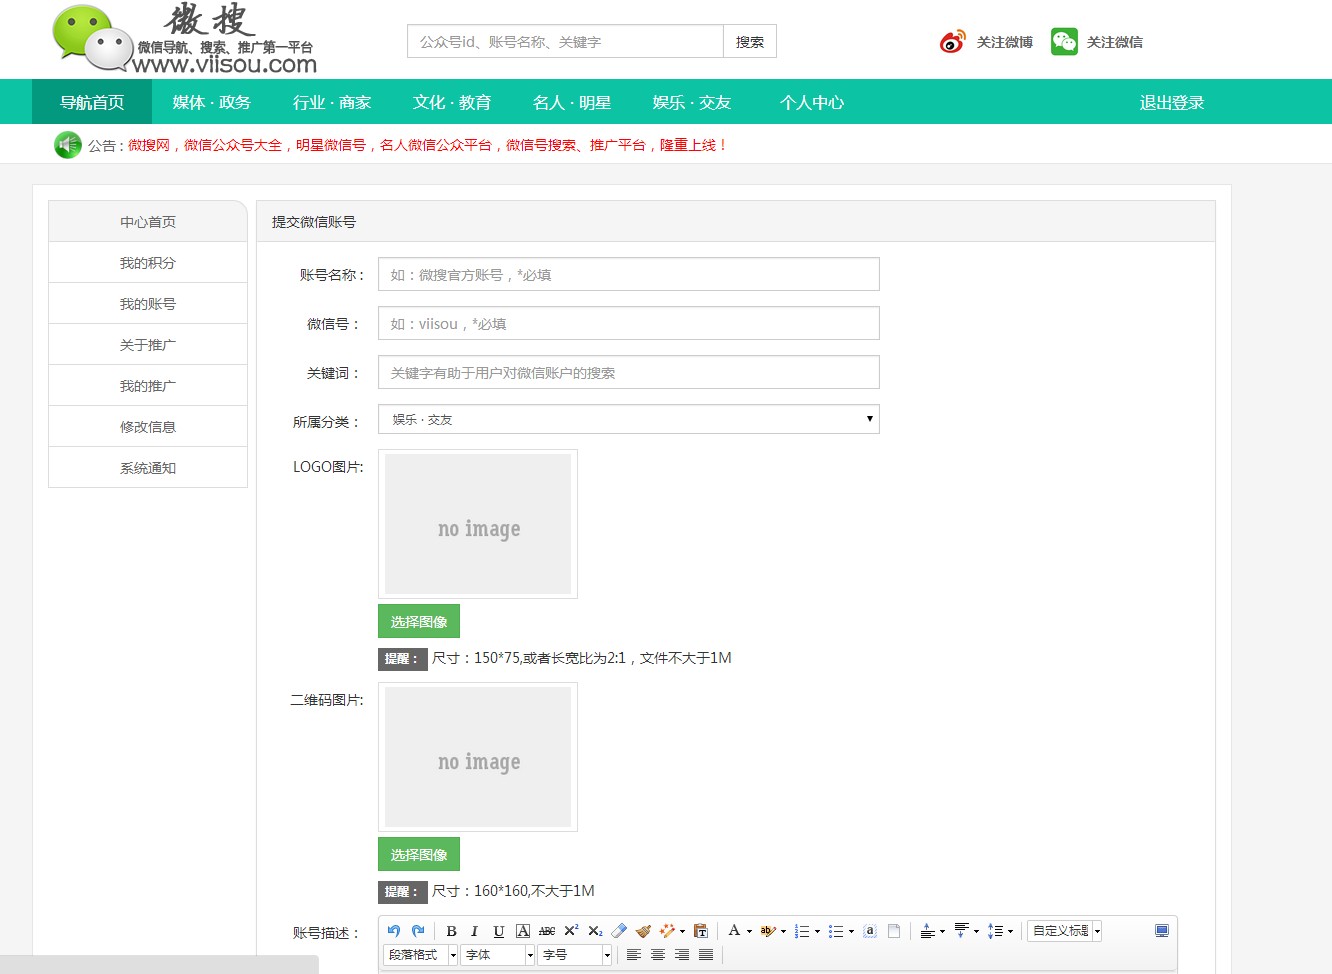 微搜
微信导航、搜索、推广第一平台
www.viisou.com
公众号id、账号名称、关键字
搜索
关注微博
关注微信
导航首页 媒体 · 政务 行业 · 商家 文化 · 教育 名人 · 明星 娱乐 · 交友 个人中心 退出登录
公告：微搜网，微信公众号大全，明星微信号，名人微信公众平台，微信号搜索、推广平台，隆重上线！
中心首页
我的积分
我的账号
关于推广
我的推广
修改信息
系统通知
提交微信账号
账号名称： 如：微搜官方账号，*必填
微信号： 如：viisou，*必填
关键词： 关键字有助于用户对微信账户的搜索
所属分类： 娱乐 · 交友
LOGO图片:
no image
选择图像
提醒： 尺寸：150*75,或者长宽比为2:1，文件不大于1M
二维码图片:
no image
选择图像
提醒： 尺寸：160*160,不大于1M
账号描述：
B I U A ABC X² X₂ A ab a 自定义标题
段落格式 字体 字号